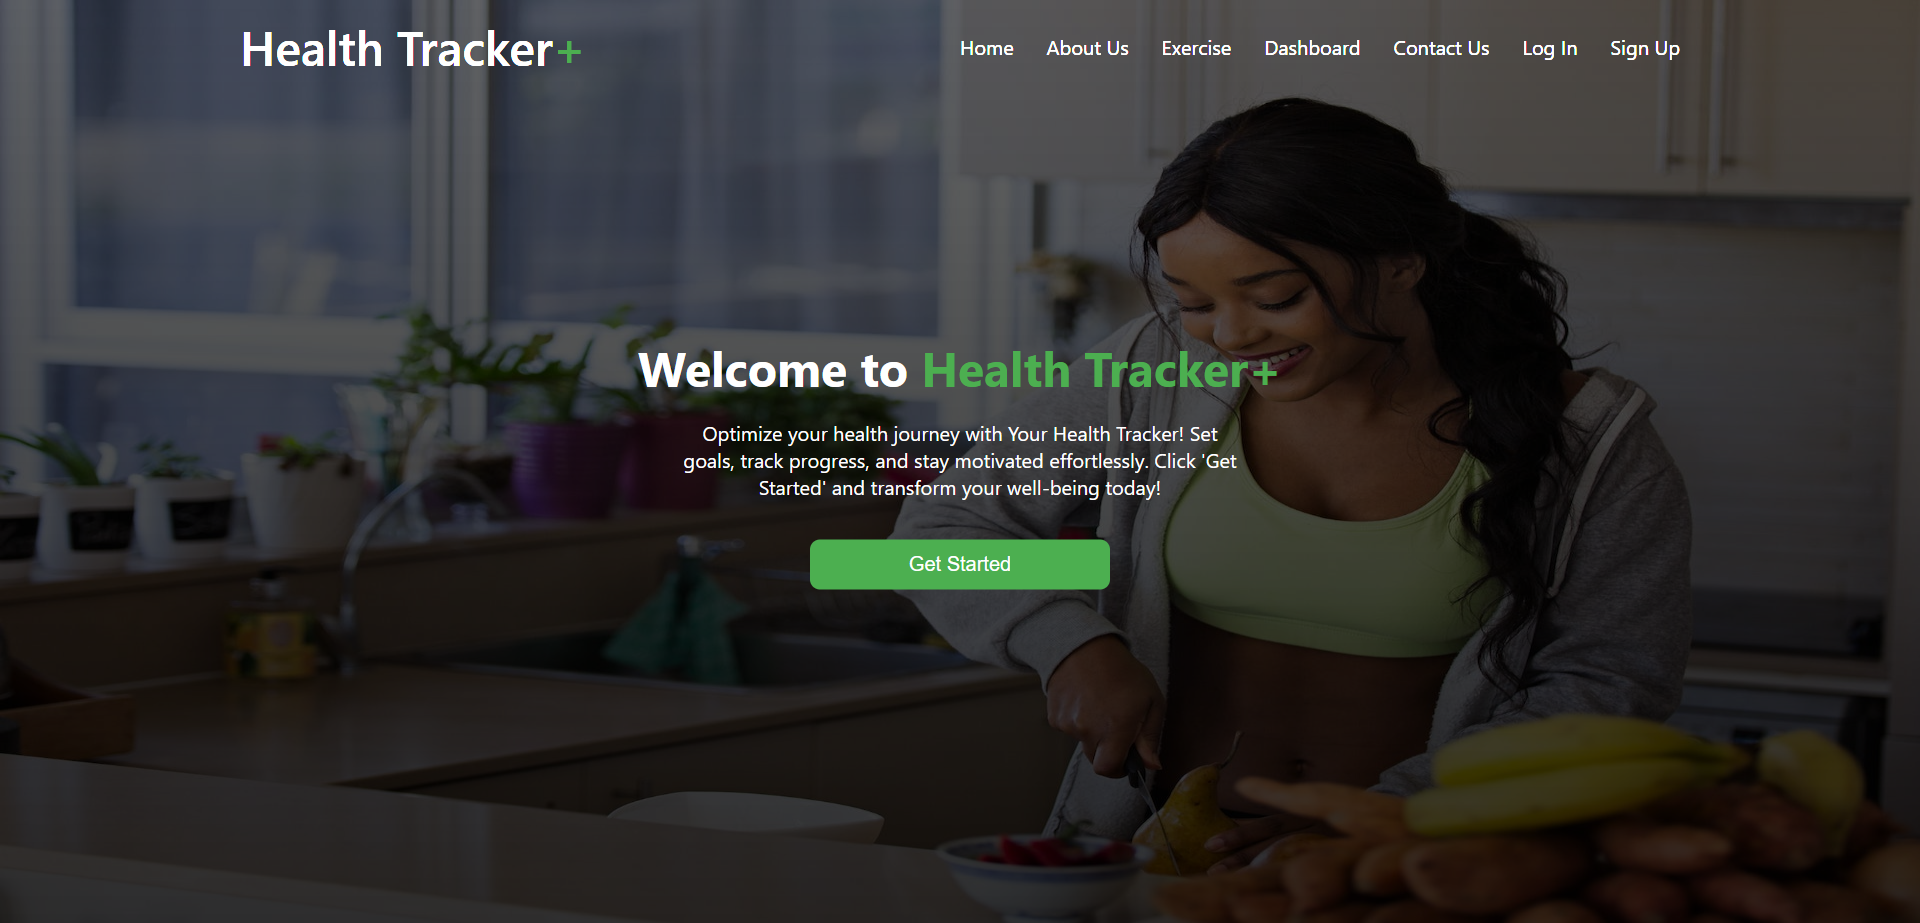 Health Tracker+
Home About Us Exercise Dashboard Contact Us Log In Sign Up
Welcome to Health Tracker+
Optimize your health journey with Your Health Tracker! Set
goals, track progress, and stay motivated effortlessly. Click 'Get
Started' and transform your well-being today!
Get Started